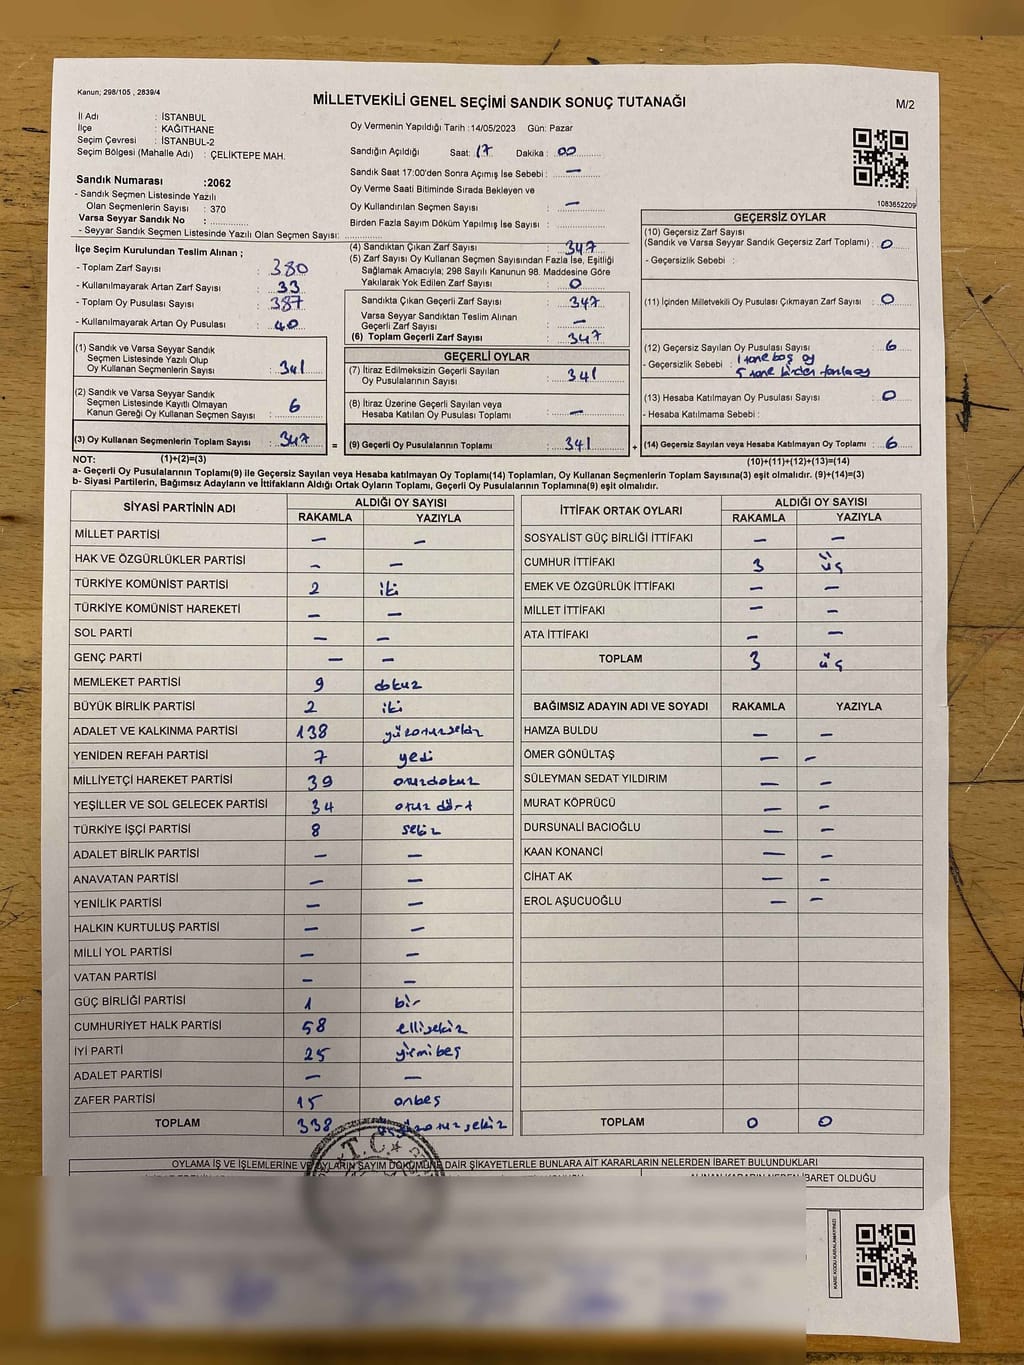 Kanun; 298/105 , 2839/4
MİLLETVEKİLİ GENEL SEÇİMİ SANDIK SONUÇ TUTANAĞI
M/2
İl Adı : İSTANBUL
İlçe : KAĞITHANE
Seçim Çevresi : İSTANBUL-2
Seçim Bölgesi (Mahalle Adı) : ÇELİKTEPE MAH.
Sandık Numarası :2062
- Sandık Seçmen Listesinde Yazılı
Olan Seçmenlerin Sayısı : 370
Varsa Seyyar Sandık No :
- Seyyar Sandık Seçmen Listesinde Yazılı Olan Seçmen Sayısı:
Oy Vermenin Yapıldığı Tarih :14/05/2023 Gün: Pazar
Sandığın Açıldığı Saat: 17 Dakika : 00
Sandık Saat 17:00'den Sonra Açımış İse Sebebi : —
Oy Verme Saati Bitiminde Sırada Bekleyen ve
Oy Kullandırılan Seçmen Sayısı : —
Birden Fazla Sayım Döküm Yapılmış İse Sayısı :
1083652209
İlçe Seçim Kurulundan Teslim Alınan ;
- Toplam Zarf Sayısı : 380
- Kullanılmayarak Artan Zarf Sayısı : 33
- Toplam Oy Pusulası Sayısı : 387
- Kullanılmayarak Artan Oy Pusulası : 40
(1) Sandık ve Varsa Seyyar Sandık
Seçmen Listesinde Yazılı Olup
Oy Kullanan Seçmenlerin Sayısı : 341
(2) Sandık ve Varsa Seyyar Sandık
Seçmen Listesinde Kayıtlı Olmayan
Kanun Gereği Oy Kullanan Seçmen Sayısı : 6
(3) Oy Kullanan Seçmenlerin Toplam Sayısı : 347 =
(4) Sandıktan Çıkan Zarf Sayısı : 347
(5) Zarf Sayısı Oy Kullanan Seçmen Sayısından Fazla İse, Eşitliği
Sağlamak Amacıyla; 298 Sayılı Kanunun 98. Maddesine Göre
Yakılarak Yok Edilen Zarf Sayısı : 0
Sandıkta Çıkan Geçerli Zarf Sayısı : 347
Varsa Seyyar Sandıktan Teslim Alınan
Geçerli Zarf Sayısı : —
(6) Toplam Geçerli Zarf Sayısı : 347
GEÇERLİ OYLAR
(7) İtiraz Edilmeksizin Geçerli Sayılan
Oy Pusulalarının Sayısı : 341
(8) İtiraz Üzerine Geçerli Sayılan veya
Hesaba Katılan Oy Pusulası Toplamı : —
(9) Geçerli Oy Pusulalarının Toplamı : 341 +
GEÇERSİZ OYLAR
(10) Geçersiz Zarf Sayısı
(Sandık ve Varsa Seyyar Sandık Geçersiz Zarf Toplamı) : 0
- Geçersizlik Sebebi :
(11) İçinden Milletvekili Oy Pusulası Çıkmayan Zarf Sayısı : 0
(12) Geçersiz Sayılan Oy Pusulası Sayısı : 6
- Geçersizlik Sebebi : 1 tane boş oy
5 tane birden fazla oy
(13) Hesaba Katılmayan Oy Pusulası Sayısı : 0
- Hesaba Katılmama Sebebi :
(14) Geçersiz Sayılan veya Hesaba Katılmayan Oy Toplamı : 6
NOT: (1)+(2)=(3) (10)+(11)+(12)+(13)=(14)
a- Geçerli Oy Pusulalarının Toplamı(9) ile Geçersiz Sayılan veya Hesaba katılmayan Oy Toplamı(14) Toplamları, Oy Kullanan Seçmenlerin Toplam Sayısına(3) eşit olmalıdır. (9)+(14)=(3)
b- Siyasi Partilerin, Bağımsız Adayların ve İttifakların Aldığı Ortak Oyların Toplamı, Geçerli Oy Pusulalarının Toplamına(9) eşit olmalıdır.
SİYASİ PARTİNİN ADI ALDIĞI OY SAYISI
RAKAMLA YAZIYLA
MİLLET PARTİSİ — —
HAK VE ÖZGÜRLÜKLER PARTİSİ — —
TÜRKİYE KOMÜNİST PARTİSİ 2 iki
TÜRKİYE KOMÜNİST HAREKETİ — —
SOL PARTİ — —
GENÇ PARTİ — —
MEMLEKET PARTİSİ 9 dokuz
BÜYÜK BİRLİK PARTİSİ 2 iki
ADALET VE KALKINMA PARTİSİ 138 yüzotuzsekiz
YENİDEN REFAH PARTİSİ 7 yedi
MİLLİYETÇİ HAREKET PARTİSİ 39 otuzdokuz
YEŞİLLER VE SOL GELECEK PARTİSİ 34 otuz dört
TÜRKİYE İŞÇİ PARTİSİ 8 sekiz
ADALET BİRLİK PARTİSİ — —
ANAVATAN PARTİSİ — —
YENİLİK PARTİSİ — —
HALKIN KURTULUŞ PARTİSİ — —
MİLLİ YOL PARTİSİ — —
VATAN PARTİSİ — —
GÜÇ BİRLİĞİ PARTİSİ 1 bir
CUMHURİYET HALK PARTİSİ 58 ellisekiz
İYİ PARTİ 25 yirmibeş
ADALET PARTİSİ — —
ZAFER PARTİSİ 15 onbeş
TOPLAM 338 üçyüzotuzsekiz
İTTİFAK ORTAK OYLARI ALDIĞI OY SAYISI
RAKAMLA YAZIYLA
SOSYALİST GÜÇ BİRLİĞİ İTTİFAKI — —
CUMHUR İTTİFAKI 3 üç
EMEK VE ÖZGÜRLÜK İTTİFAKI — —
MİLLET İTTİFAKI — —
ATA İTTİFAKI — —
TOPLAM 3 üç
BAĞIMSIZ ADAYIN ADI VE SOYADI RAKAMLA YAZIYLA
HAMZA BULDU — —
ÖMER GÖNÜLTAŞ — —
SÜLEYMAN SEDAT YILDIRIM — —
MURAT KÖPRÜCÜ — —
DURSUNALİ BACIOĞLU — —
KAAN KONANCİ — —
CİHAT AK — —
EROL AŞUCUOĞLU — —
TOPLAM 0 0
OYLAMA İŞ VE İŞLEMLERİNE VE OYLARIN SAYIM DÖKÜMÜNE DAİR ŞİKAYETLERLE BUNLARA AİT KARARLARIN NELERDEN İBARET BULUNDUKLARI
ALINAN KARARIN NEDEN İBARET OLDUĞU
T.C.
KARE KODU KARALAMAYINIZ!